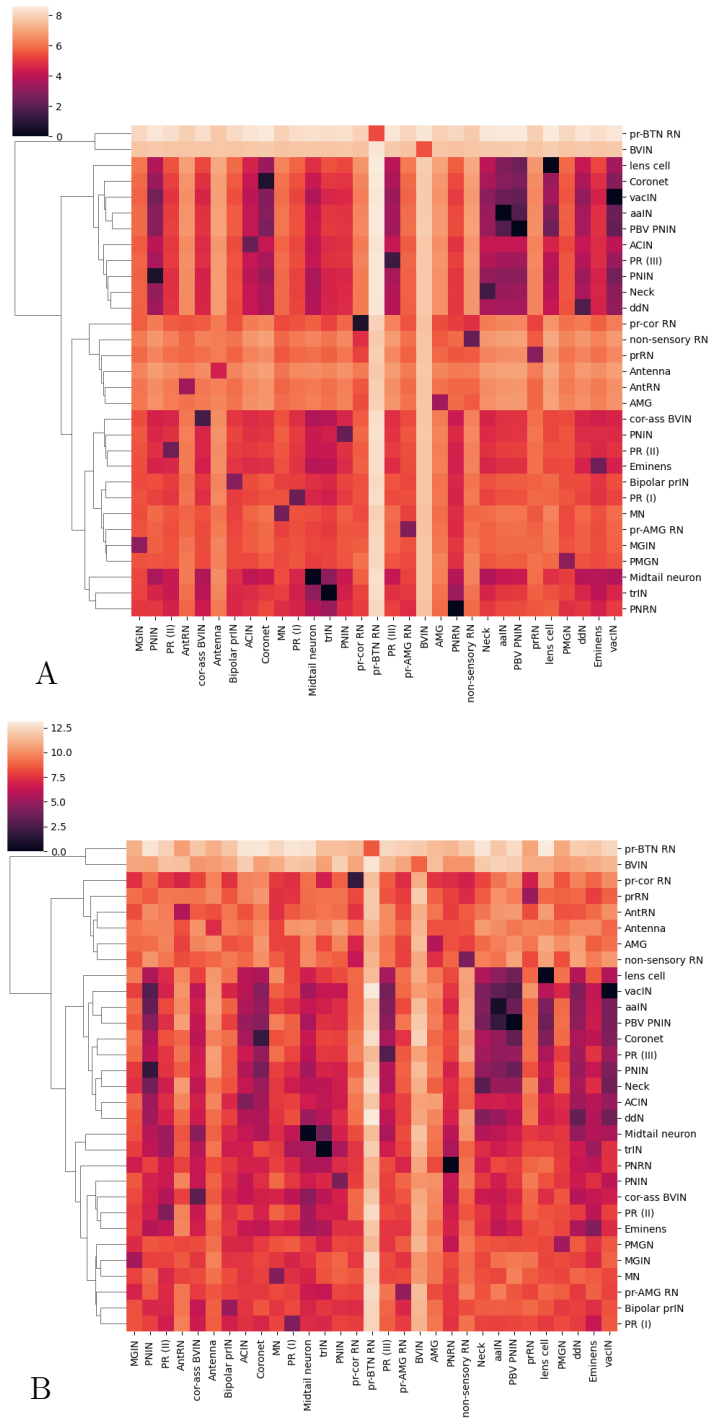 8
6
4
2
0
pr-BTN RN
BVIN
lens cell
Coronet
vacIN
aaIN
PBV PNIN
ACIN
PR (III)
PNIN
Neck
ddN
pr-cor RN
non-sensory RN
prRN
Antenna
AntRN
AMG
cor-ass BVIN
PNIN
PR (II)
Eminens
Bipolar prIN
PR (I)
MN
pr-AMG RN
MGIN
PMGN
Midtail neuron
trIN
PNRN
MGIN
PNIN
PR (II)
AntRN
cor-ass BVIN
Antenna
Bipolar prIN
ACIN
Coronet
MN
PR (I)
Midtail neuron
trIN
PNIN
pr-cor RN
pr-BTN RN
PR (III)
pr-AMG RN
BVIN
AMG
PNRN
non-sensory RN
Neck
aaIN
PBV PNIN
prRN
lens cell
PMGN
ddN
Eminens
vacIN
A
12.5
10.0
7.5
5.0
2.5
0.0
pr-BTN RN
BVIN
pr-cor RN
prRN
AntRN
Antenna
AMG
non-sensory RN
lens cell
vacIN
aaIN
PBV PNIN
Coronet
PR (III)
PNIN
Neck
ACIN
ddN
Midtail neuron
trIN
PNRN
PNIN
cor-ass BVIN
PR (II)
Eminens
PMGN
MGIN
MN
pr-AMG RN
Bipolar prIN
PR (I)
MGIN
PNIN
PR (II)
AntRN
cor-ass BVIN
Antenna
Bipolar prIN
ACIN
Coronet
MN
PR (I)
Midtail neuron
trIN
PNIN
pr-cor RN
pr-BTN RN
PR (III)
pr-AMG RN
BVIN
AMG
PNRN
non-sensory RN
Neck
aaIN
PBV PNIN
prRN
lens cell
PMGN
ddN
Eminens
vacIN
B